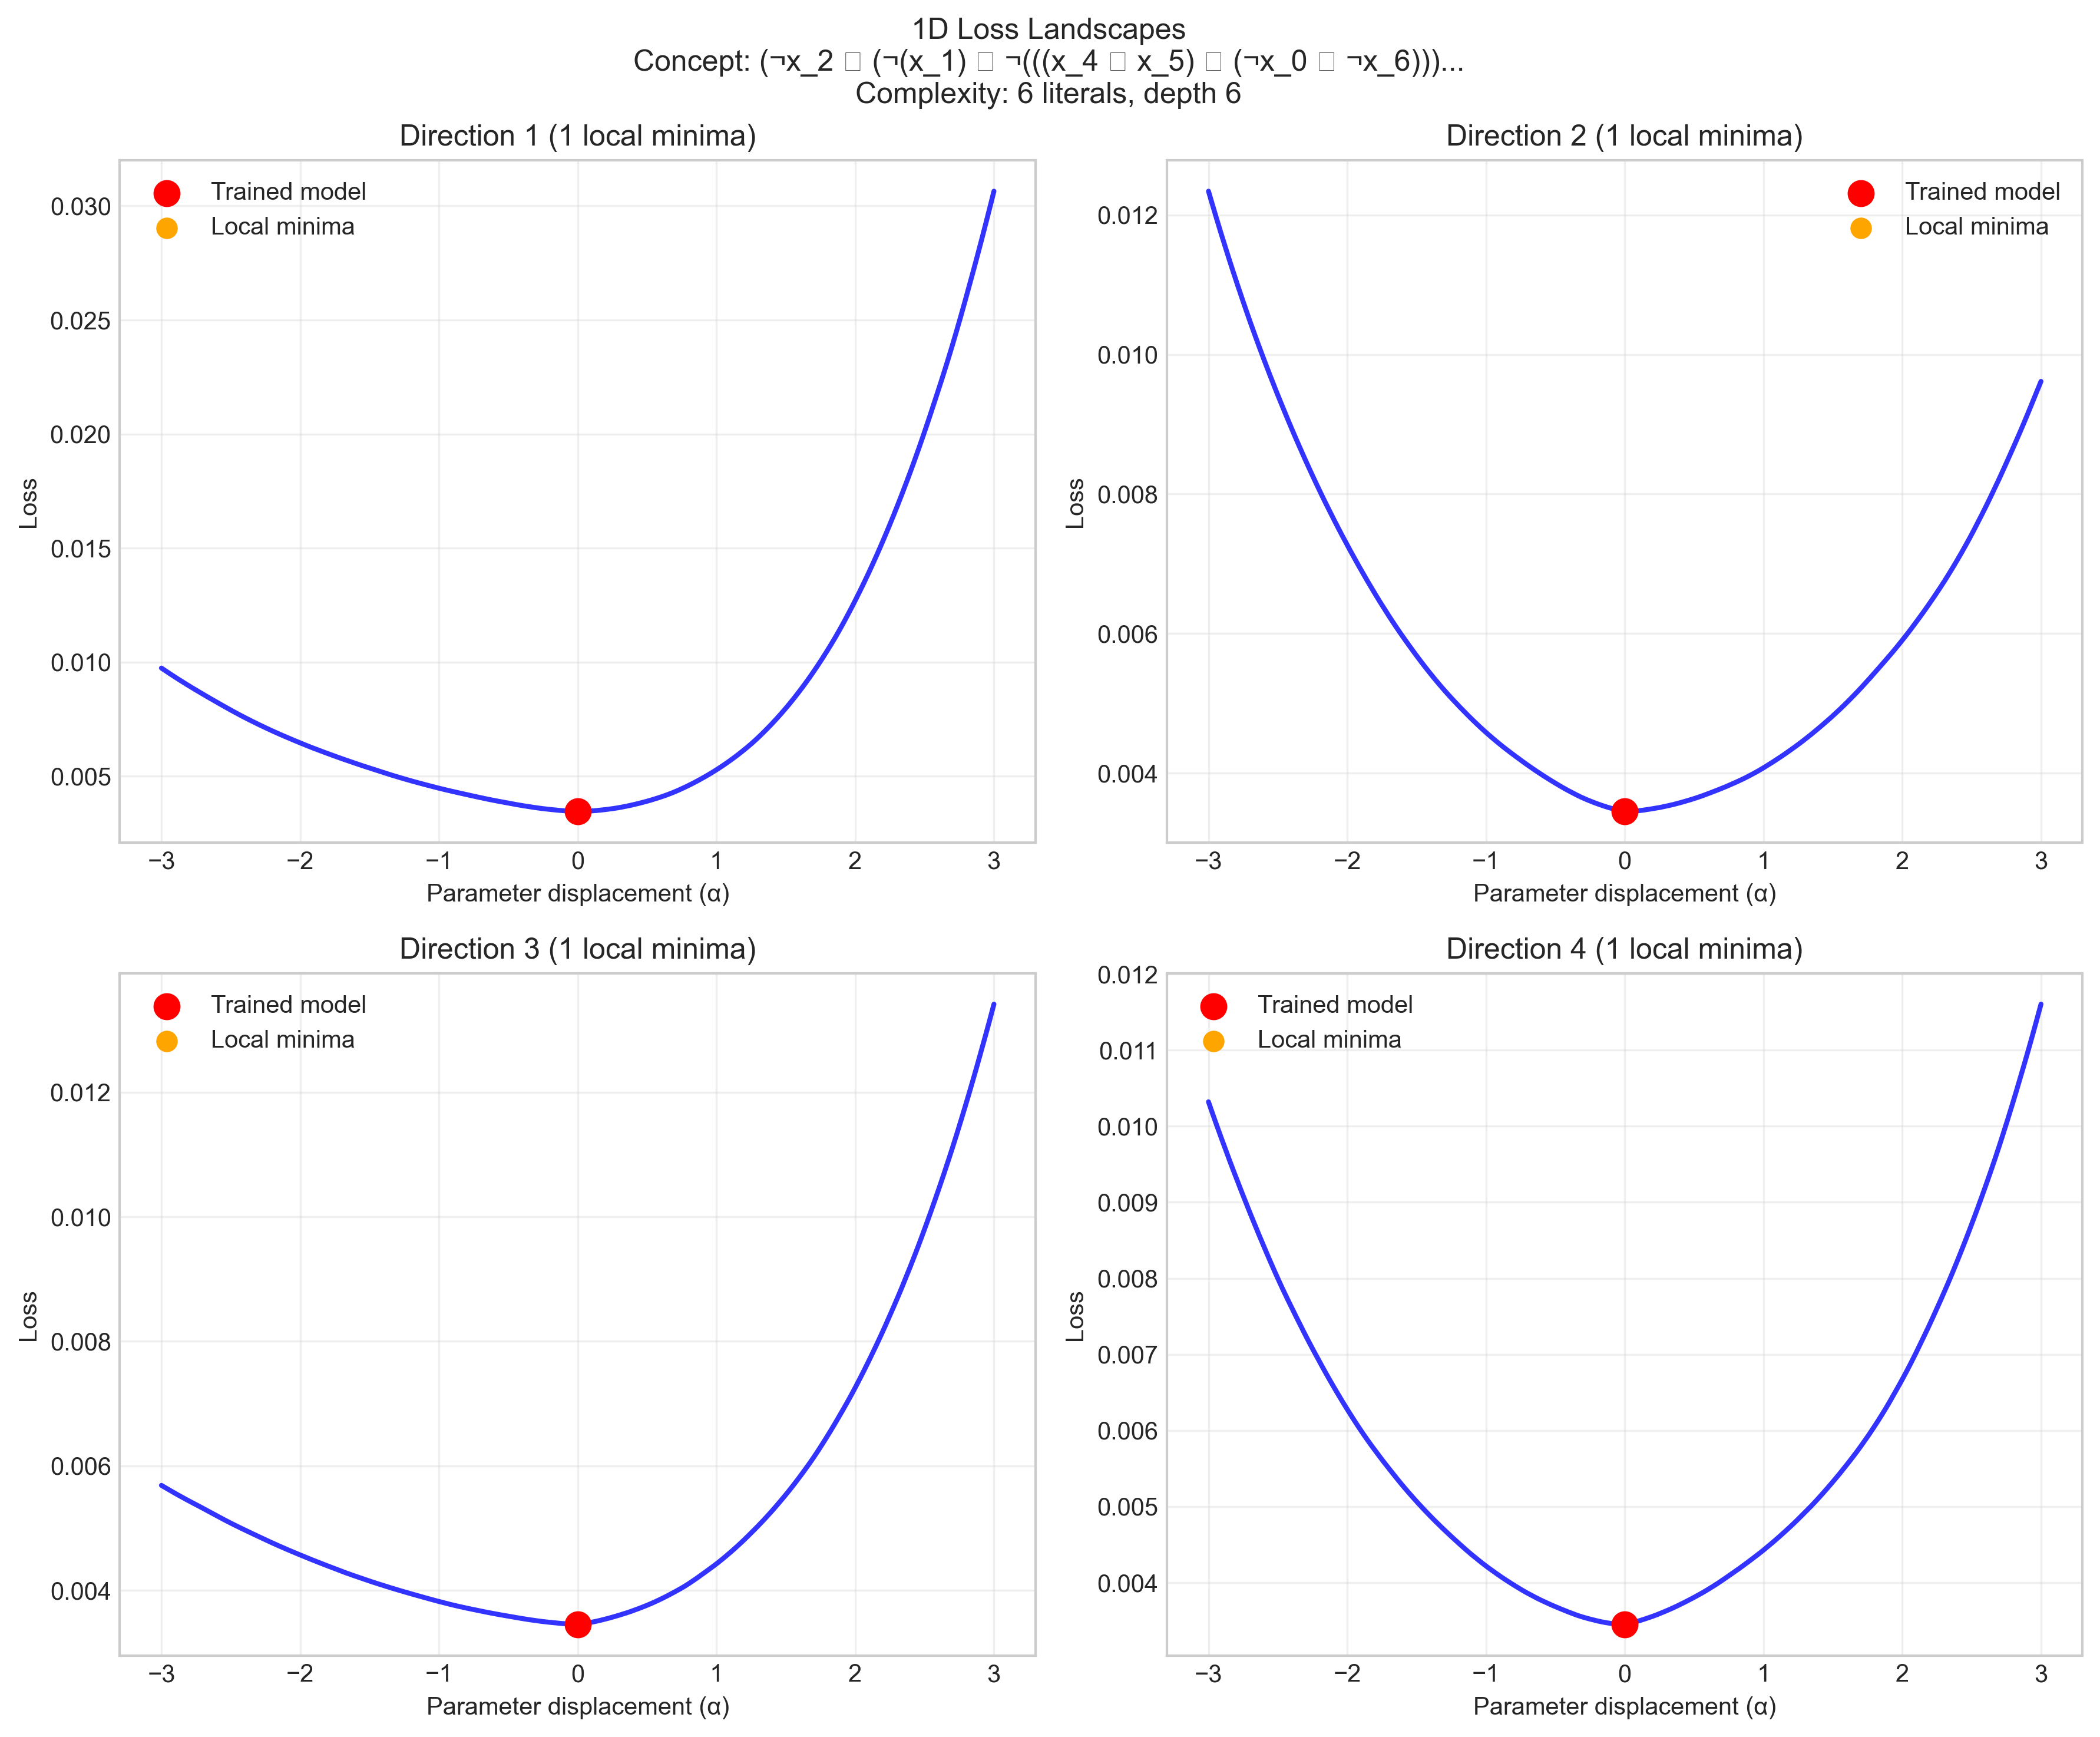 1D Loss Landscapes
Concept: (¬x_2 □ (¬(x_1) □ ¬(((x_4 □ x_5) □ (¬x_0 □ ¬x_6)))...
Complexity: 6 literals, depth 6
Direction 1 (1 local minima)
Trained model
Local minima
0.030
0.025
0.020
0.015
0.010
0.005
Loss
−3 −2 −1 0 1 2 3
Parameter displacement (α)
Direction 2 (1 local minima)
Trained model
Local minima
0.012
0.010
0.008
0.006
0.004
Loss
−3 −2 −1 0 1 2 3
Parameter displacement (α)
Direction 3 (1 local minima)
Trained model
Local minima
0.012
0.010
0.008
0.006
0.004
Loss
−3 −2 −1 0 1 2 3
Parameter displacement (α)
Direction 4 (1 local minima)
Trained model
Local minima
0.012
0.011
0.010
0.009
0.008
0.007
0.006
0.005
0.004
Loss
−3 −2 −1 0 1 2 3
Parameter displacement (α)